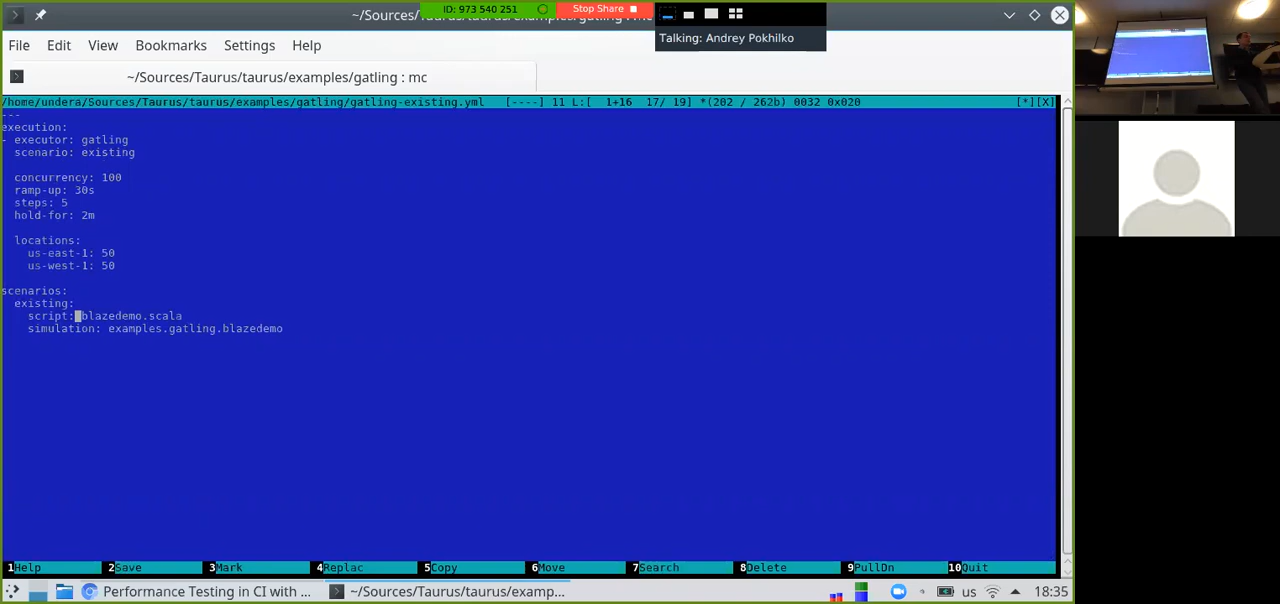 ~/Sources/Taurus/taurus/examples/gatling : mc
ID: 973 540 251
Stop Share
Talking: Andrey Pokhilko
File Edit View Bookmarks Settings Help
~/Sources/Taurus/taurus/examples/gatling : mc
/home/undera/Sources/Taurus/taurus/examples/gatling/gatling-existing.yml [----] 11 L:[ 1+16 17/ 19] *(202 / 262b) 0032 0x020 [*][X]
---
execution:
- executor: gatling
scenario: existing
concurrency: 100
ramp-up: 30s
steps: 5
hold-for: 2m
locations:
us-east-1: 50
us-west-1: 50
scenarios:
existing:
script: blazedemo.scala
simulation: examples.gatling.blazedemo
1Help 2Save 3Mark 4Replac 5Copy 6Move 7Search 8Delete 9PullDn 10Quit
Performance Testing in CI with ...
~/Sources/Taurus/taurus/examp...
us
18:35